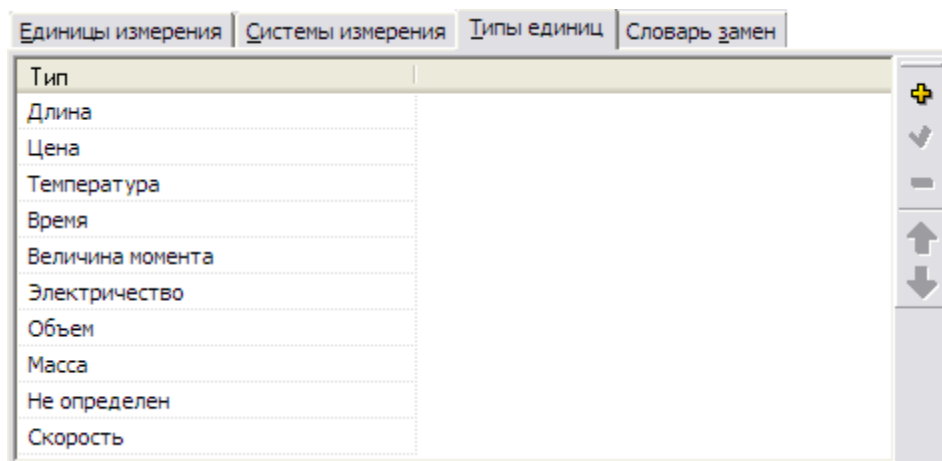 Единицы измерения Системы измерения Типы единиц Словарь замен
Тип
Длина
Цена
Температура
Время
Величина момента
Электричество
Объем
Масса
Не определен
Скорость